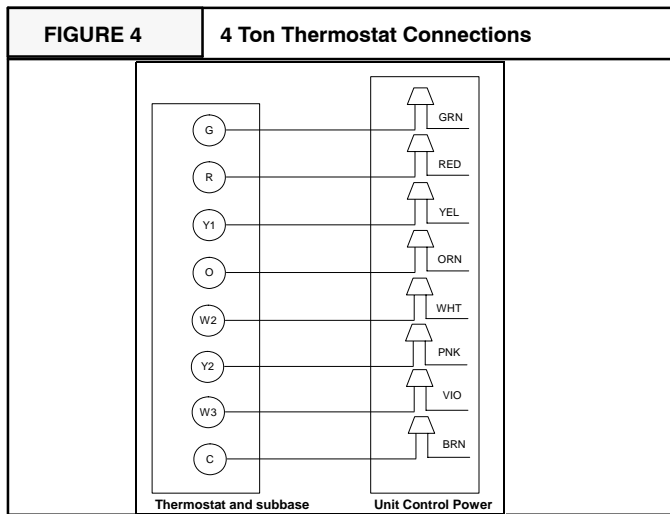 FIGURE 4 4 Ton Thermostat Connections
G GRN
R RED
Y1 YEL
O ORN
W2 WHT
Y2 PNK
W3 VIO
C BRN
Thermostat and subbase Unit Control Power